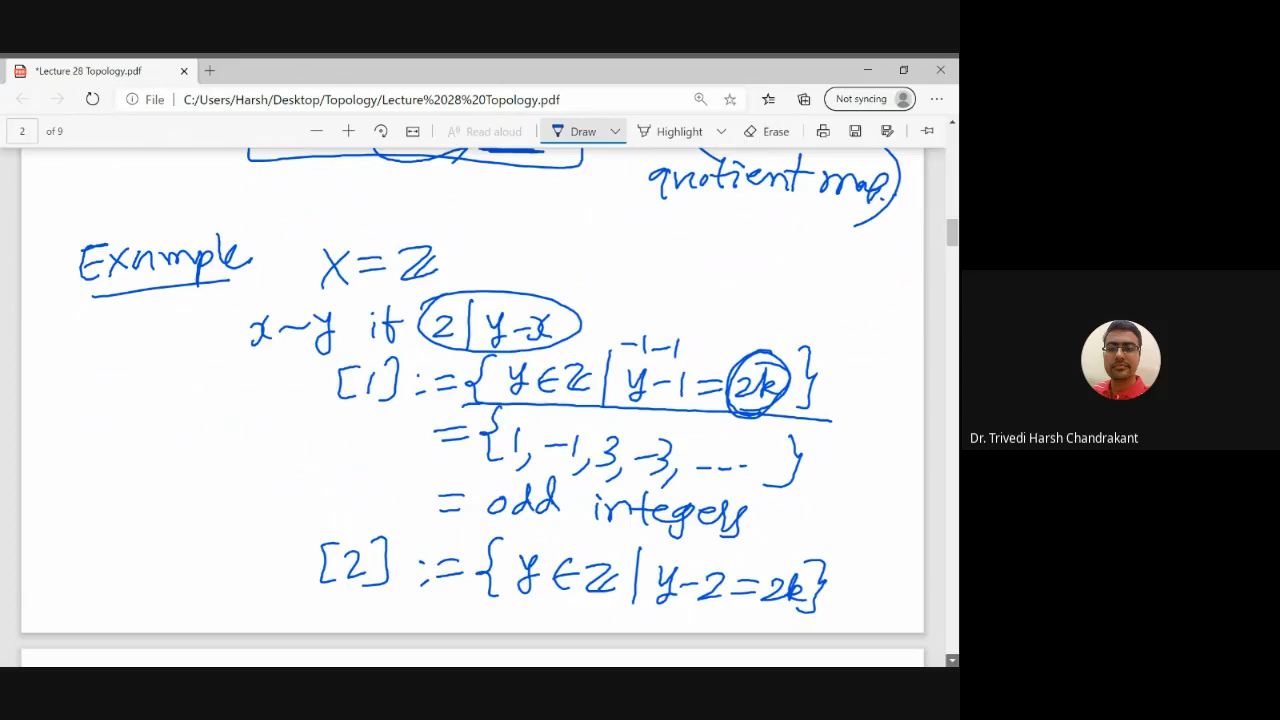 *Lecture 28 Topology.pdf
File | C:/Users/Harsh/Desktop/Topology/Lecture%2028%20Topology.pdf
Not syncing
2 of 9
Read aloud
Draw
Highlight
Erase
quotient map.)
Example X = ℤ
x ~ y if 2 | y - x
-1-1
[1] := { y ∈ ℤ | y - 1 = 2k }
= { 1, -1, 3, -3, --- }
= odd integers
[2] := { y ∈ ℤ | y - 2 = 2k }
Dr. Trivedi Harsh Chandrakant